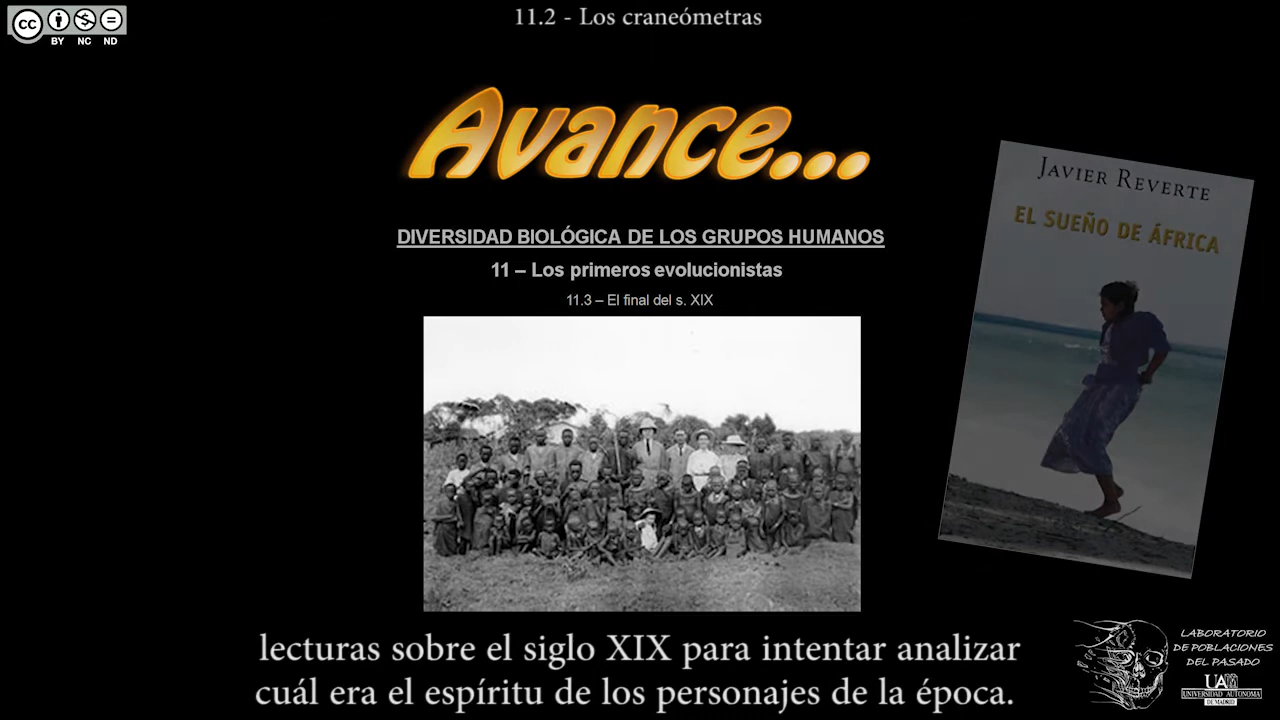 11.2 - Los craneómetras
cc
BY NC ND
Avance...
DIVERSIDAD BIOLÓGICA DE LOS GRUPOS HUMANOS
11 – Los primeros evolucionistas
11.3 – El final del s. XIX
JAVIER REVERTE
EL SUEÑO DE ÁFRICA
lecturas sobre el siglo XIX para intentar analizar
cuál era el espíritu de los personajes de la época.
LABORATORIO
DE POBLACIONES
DEL PASADO
UAM
UNIVERSIDAD AUTONOMA
DE MADRID